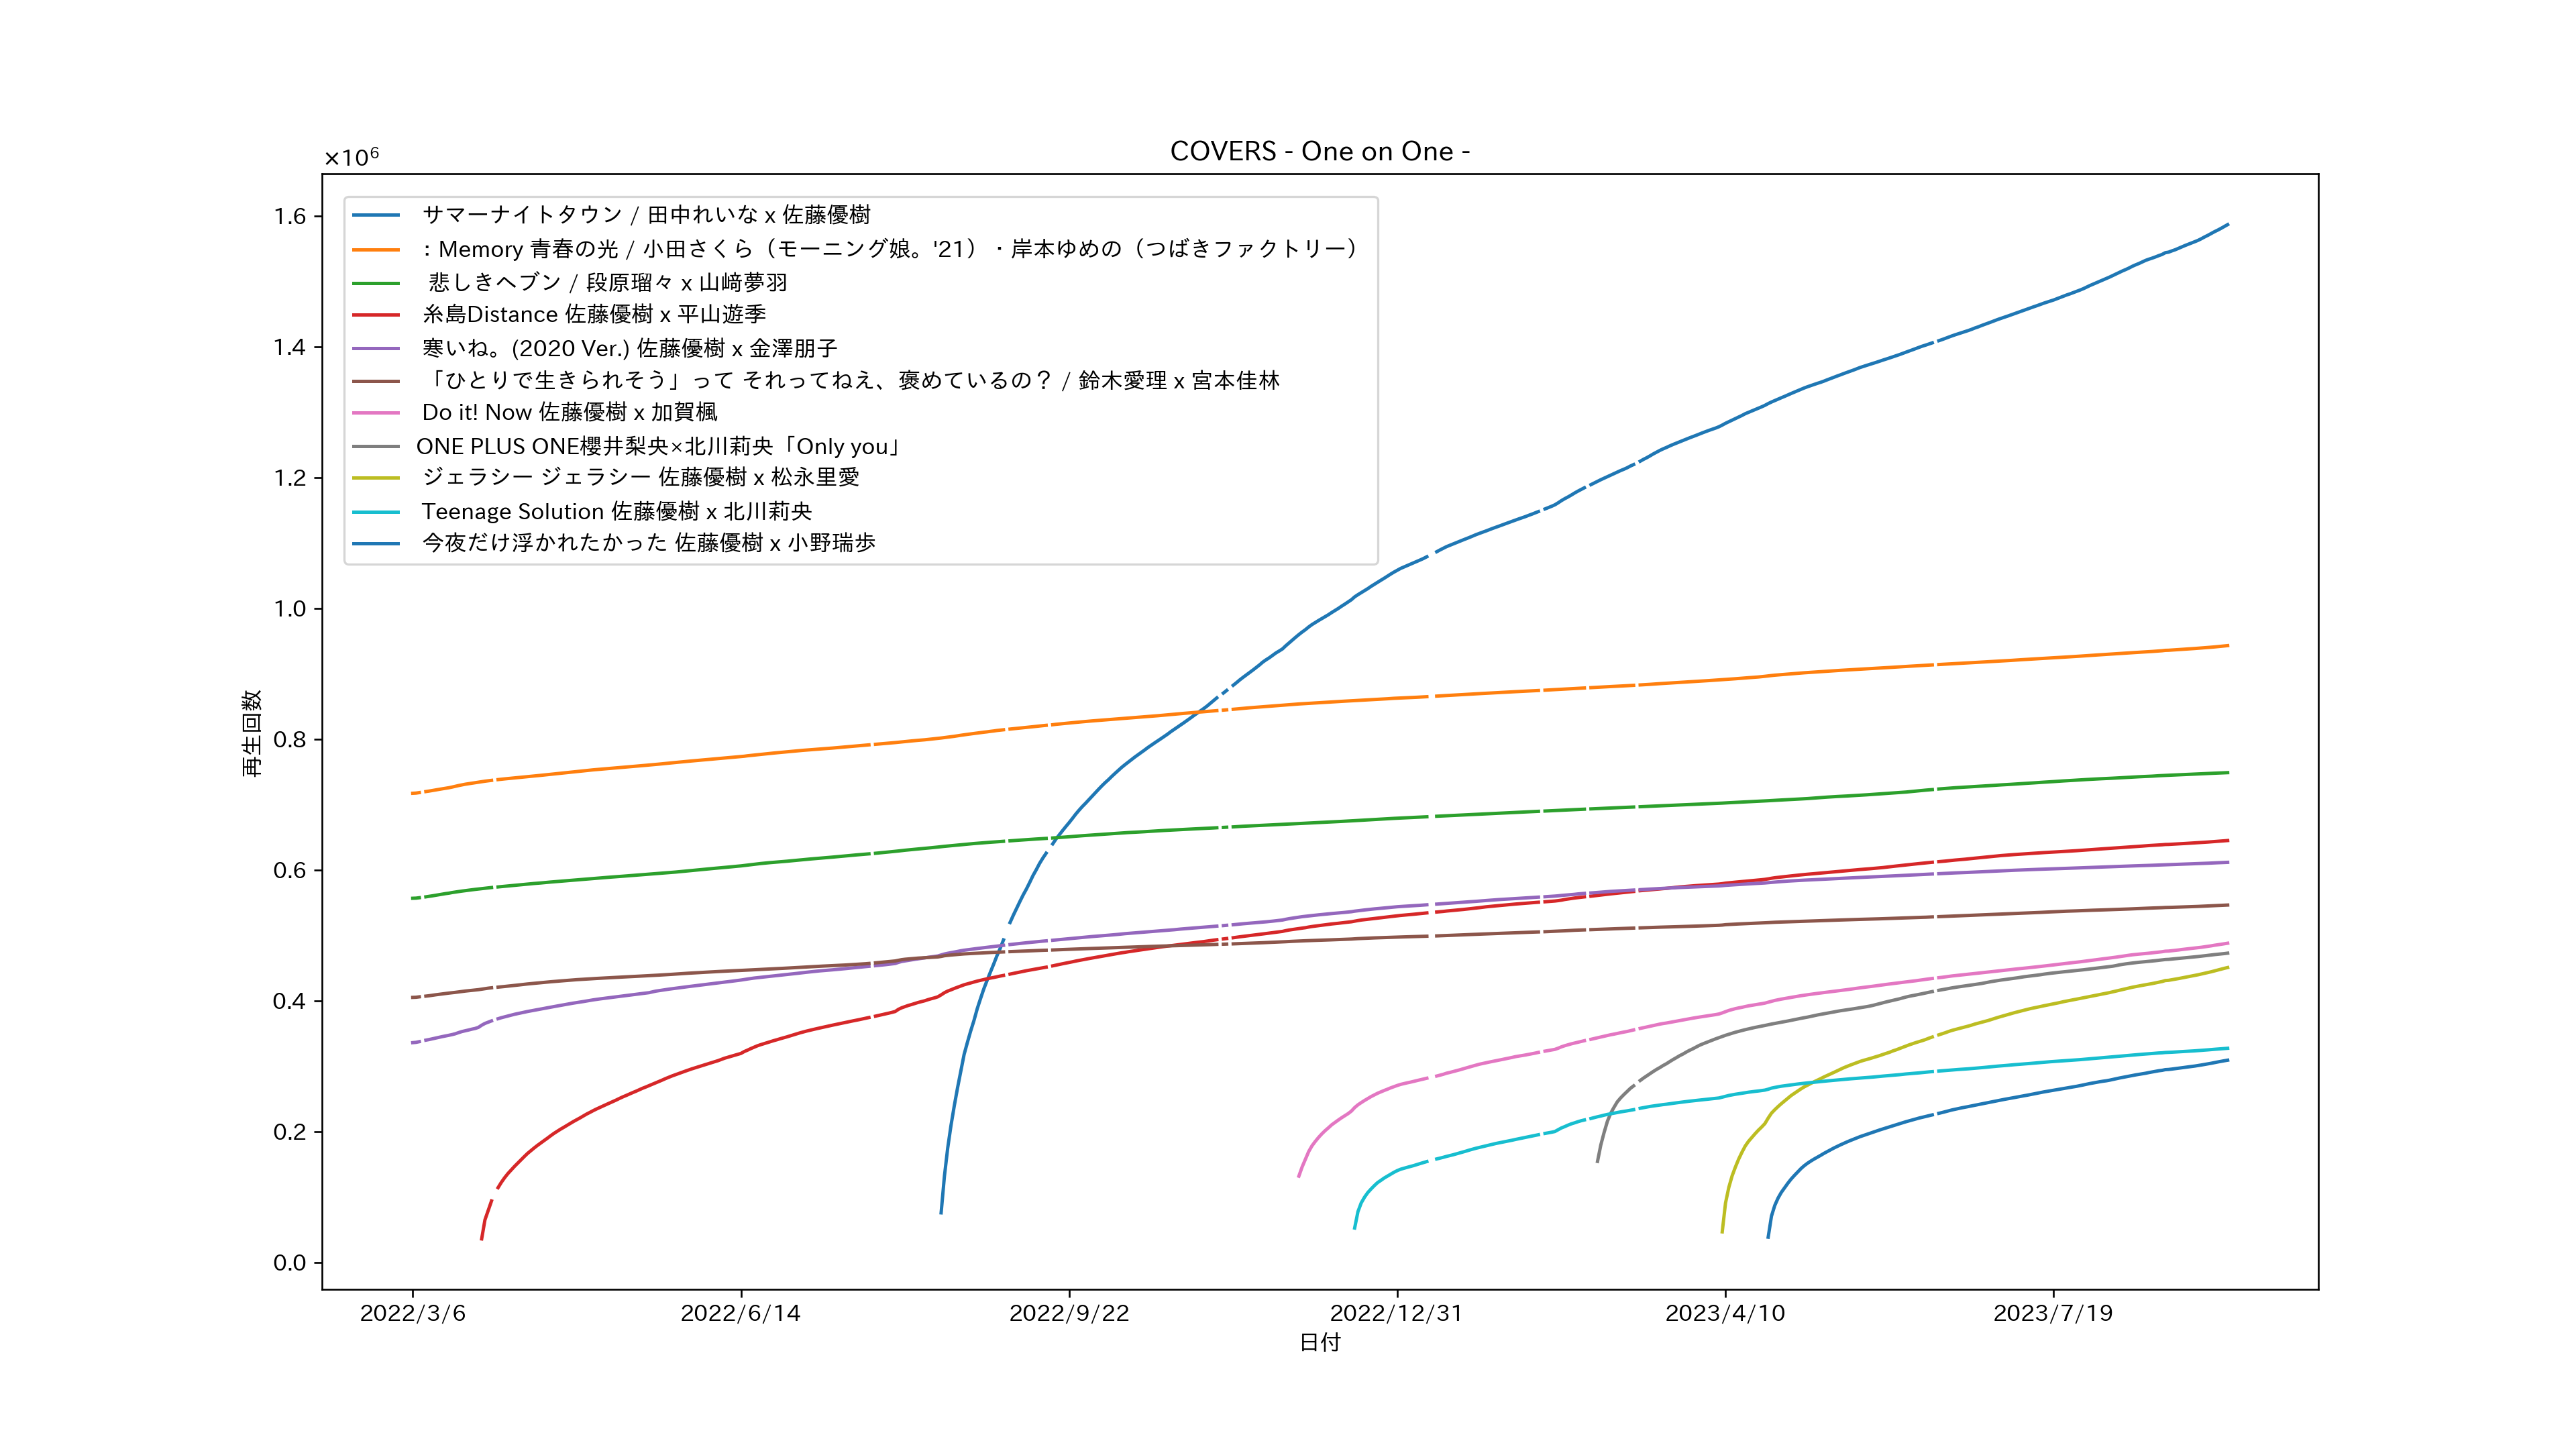 COVERS - One on One -
×10⁶
1.6
1.4
1.2
1.0
0.8
0.6
0.4
0.2
0.0
再生回数
サマーナイトタウン / 田中れいな x 佐藤優樹
: Memory 青春の光 / 小田さくら（モーニング娘。'21）・岸本ゆめの（つばきファクトリー）
悲しきヘブン / 段原瑠々 x 山﨑夢羽
糸島Distance 佐藤優樹 x 平山遊季
寒いね。(2020 Ver.) 佐藤優樹 x 金澤朋子
「ひとりで生きられそう」って それってねえ、褒めているの？ / 鈴木愛理 x 宮本佳林
Do it! Now 佐藤優樹 x 加賀楓
ONE PLUS ONE櫻井梨央×北川莉央「Only you」
ジェラシー ジェラシー 佐藤優樹 x 松永里愛
Teenage Solution 佐藤優樹 x 北川莉央
今夜だけ浮かれたかった 佐藤優樹 x 小野瑞歩
2022/3/6 2022/6/14 2022/9/22 2022/12/31 2023/4/10 2023/7/19
日付